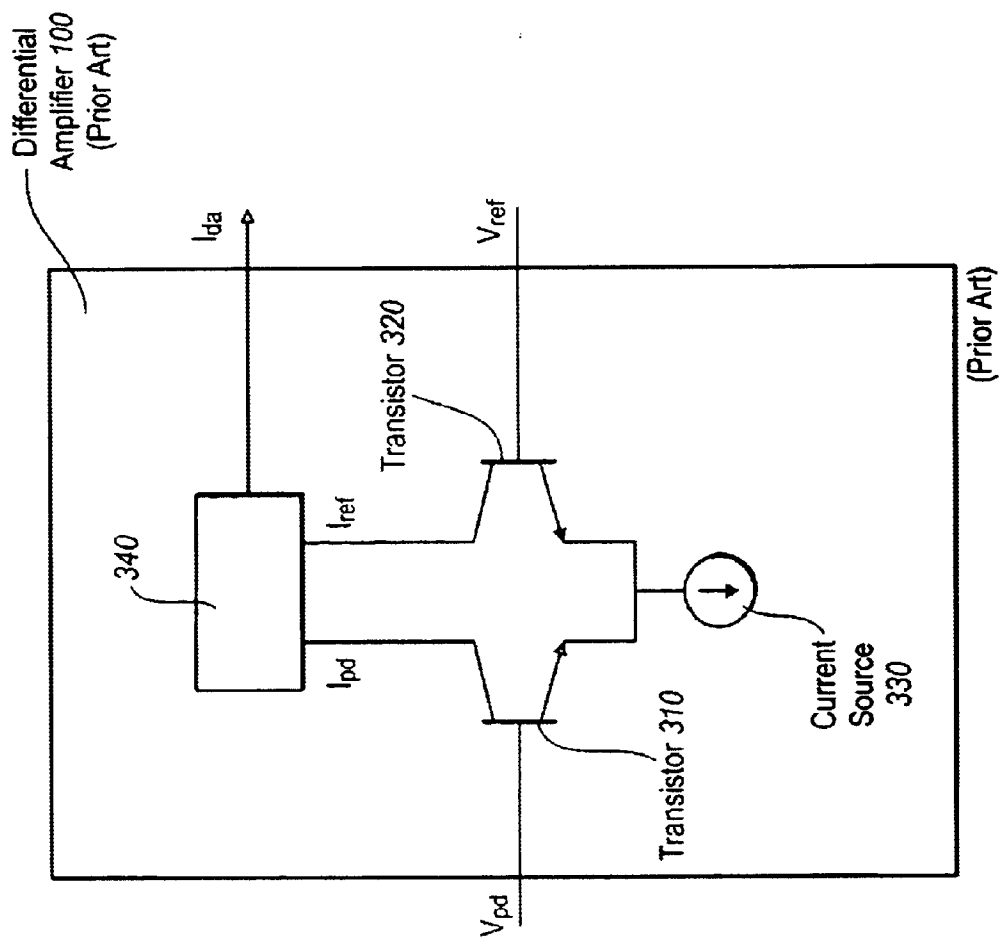 Differential
Amplifier 100
(Prior Art)
I_da
V_ref
340
I_ref
I_pd
Transistor 320
Transistor 310
V_pd
Current
Source
330
(Prior Art)